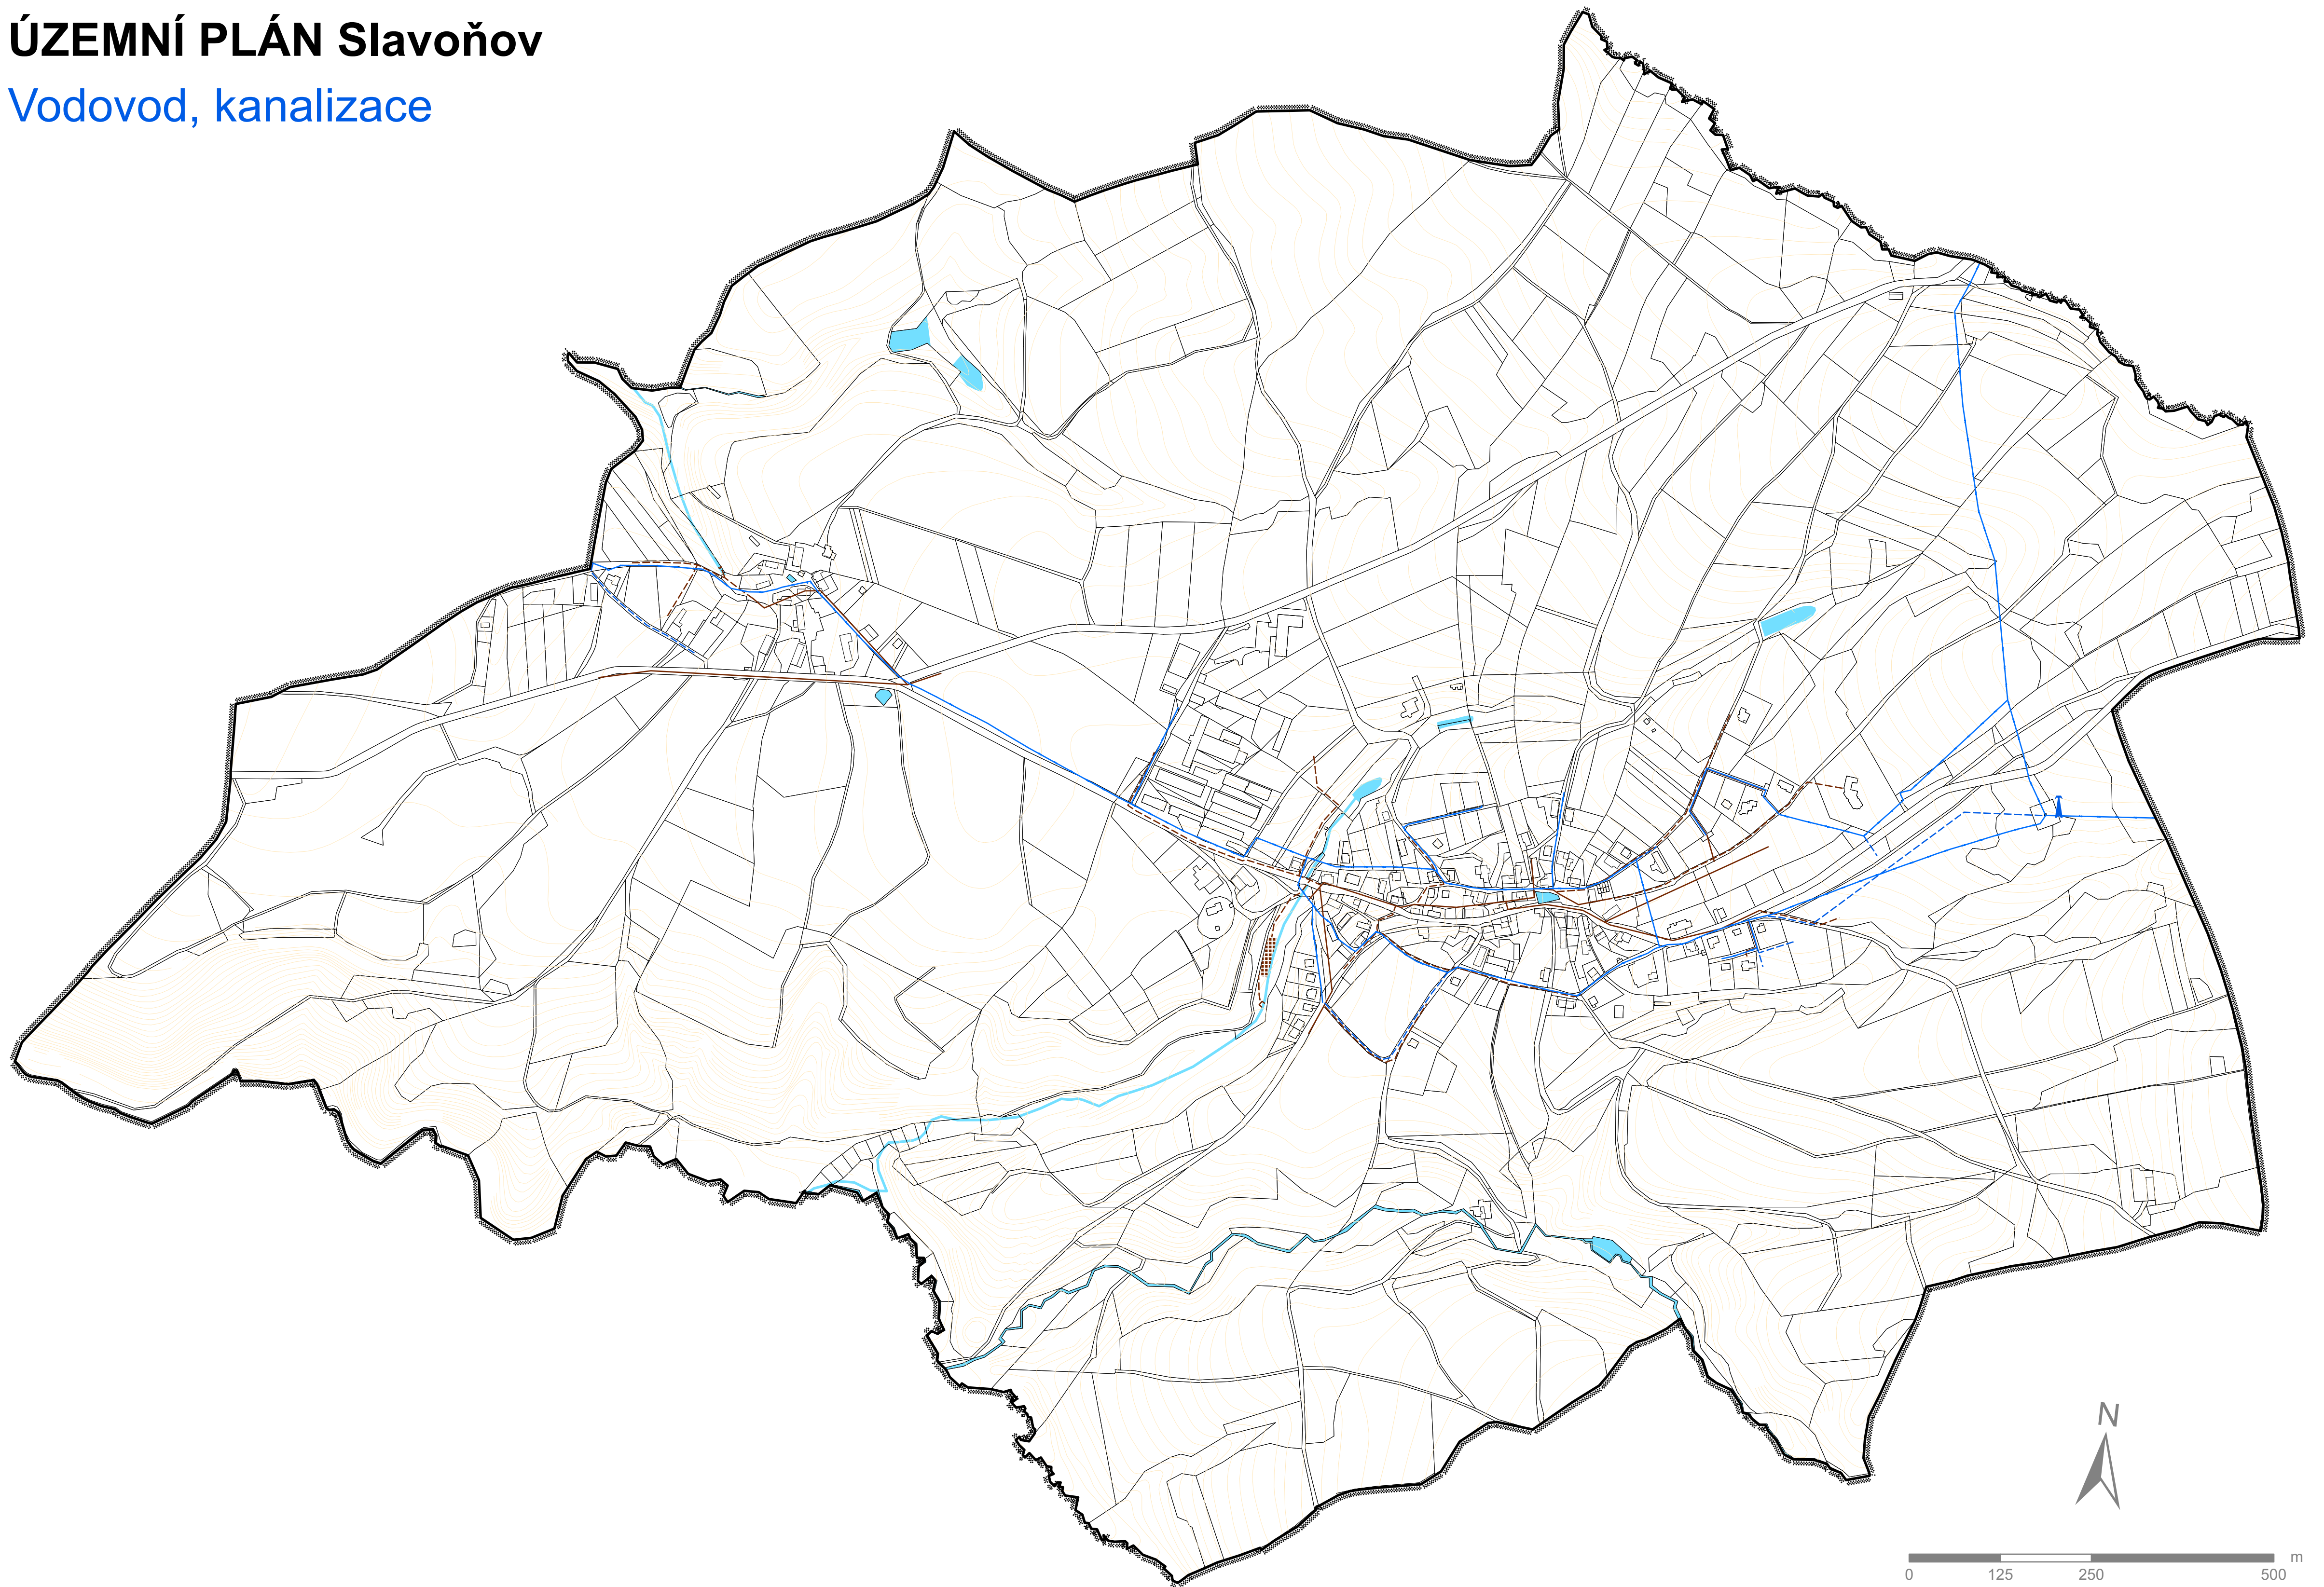 ÚZEMNÍ PLÁN Slavoňov
Vodovod, kanalizace
N
m
0 125 250 500